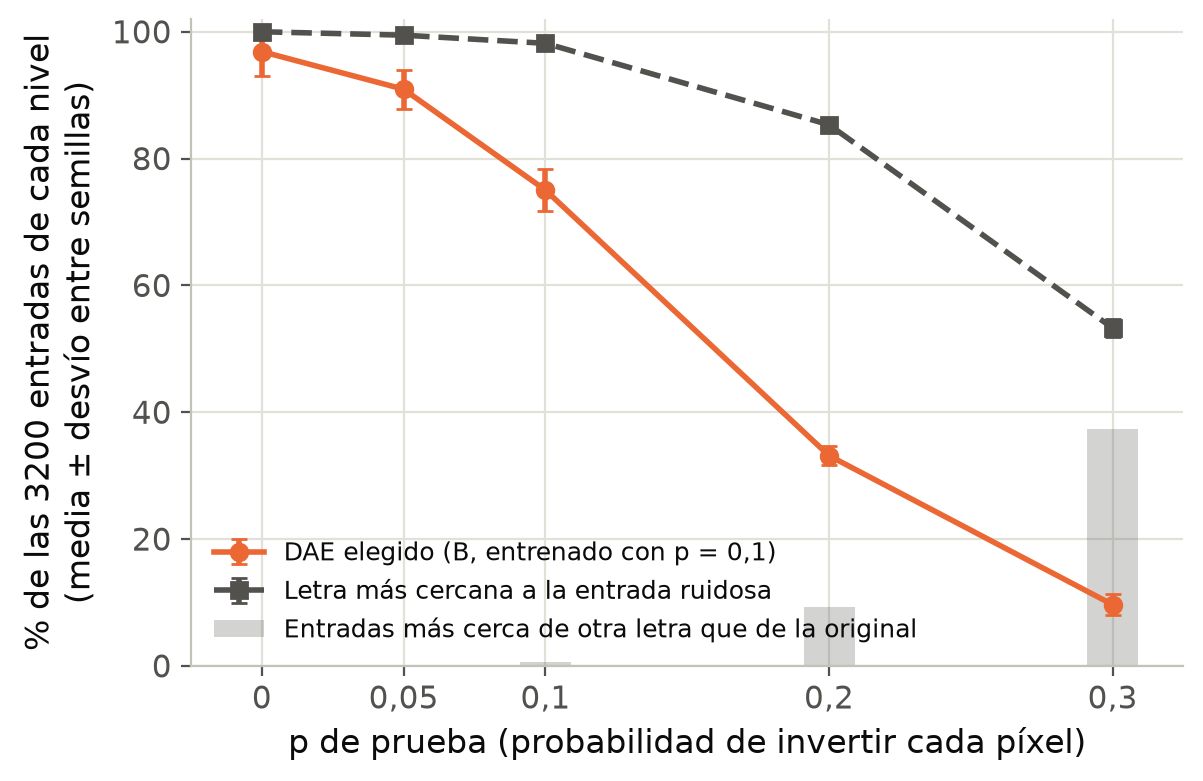 % de las 3200 entradas de cada nivel
(media ± desvío entre semillas)
100
80
60
40
20
0
DAE elegido (B, entrenado con p = 0,1)
Letra más cercana a la entrada ruidosa
Entradas más cerca de otra letra que de la original
0
0,05
0,1
0,2
0,3
p de prueba (probabilidad de invertir cada píxel)